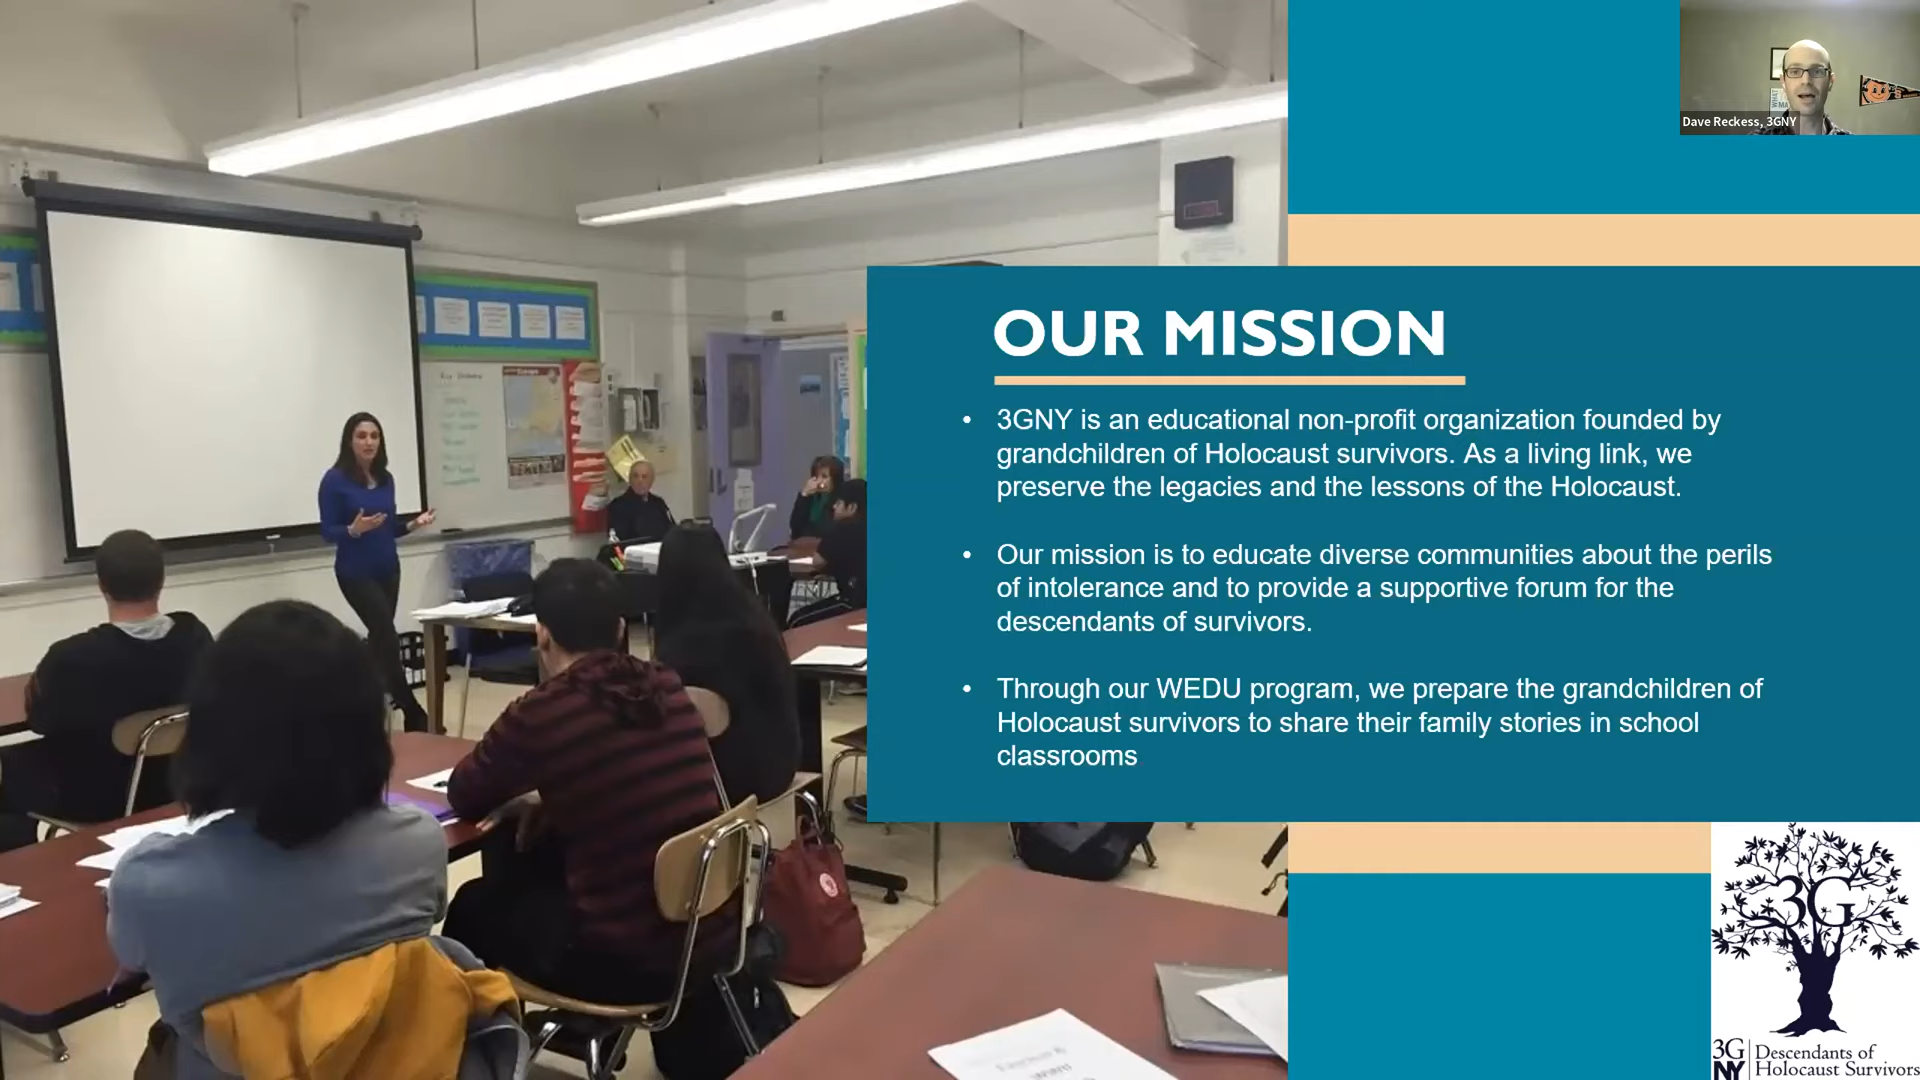 Dave Reckess, 3GNY
OUR MISSION
• 3GNY is an educational non-profit organization founded by
grandchildren of Holocaust survivors. As a living link, we
preserve the legacies and the lessons of the Holocaust.
• Our mission is to educate diverse communities about the perils
of intolerance and to provide a supportive forum for the
descendants of survivors.
• Through our WEDU program, we prepare the grandchildren of
Holocaust survivors to share their family stories in school
classrooms
3G
3G
NY
Descendants of
Holocaust Survivors